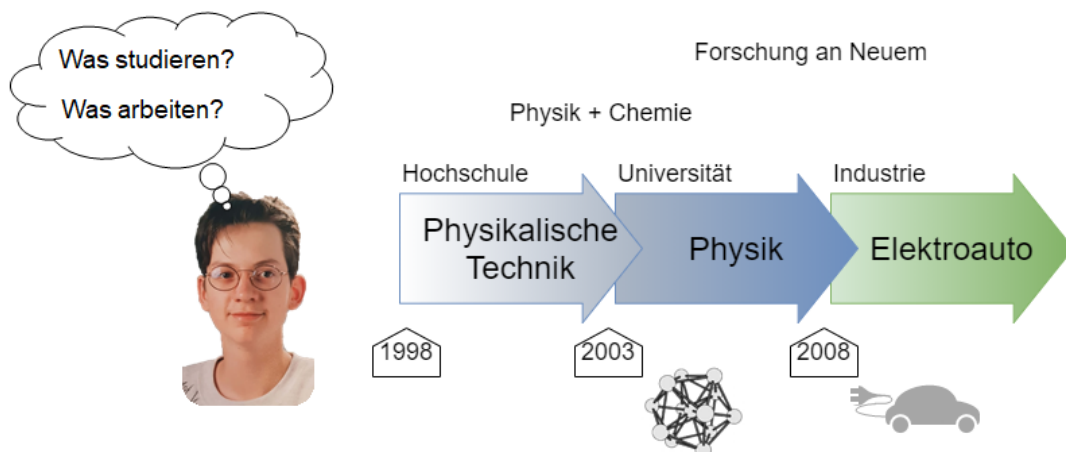 Was studieren?
Was arbeiten?
Forschung an Neuem
Physik + Chemie
Hochschule
Universität
Industrie
Physikalische
Technik
Physik
Elektroauto
1998
2003
2008